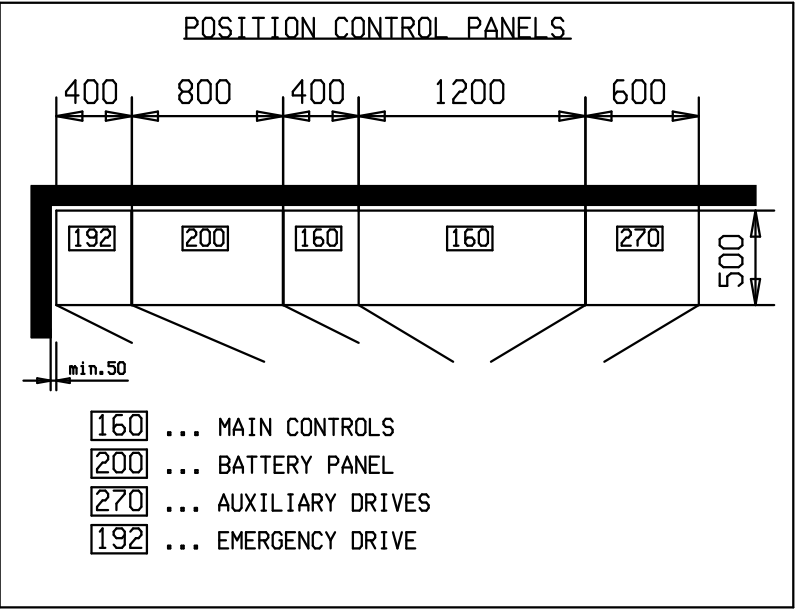 POSITION CONTROL PANELS
400 800 400 1200 600
192 200 160 160 270
500
min.50
160 ... MAIN CONTROLS
200 ... BATTERY PANEL
270 ... AUXILIARY DRIVES
192 ... EMERGENCY DRIVE